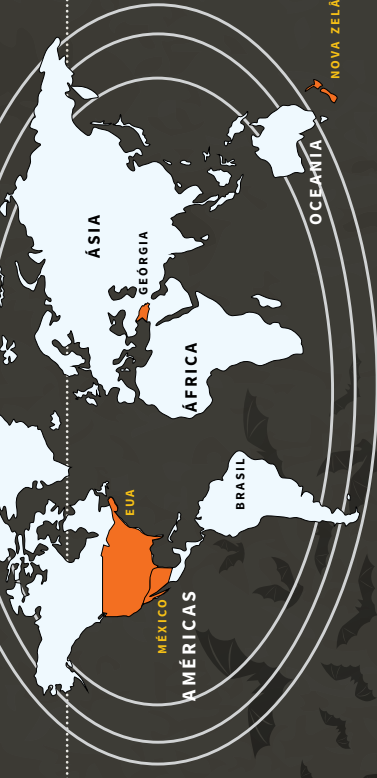 ÁSIA
GEÓRGIA
ÁFRICA
OCEANIA
EUA
BRASIL
MÉXICO
AMÉRICAS
NOVA ZELÂ